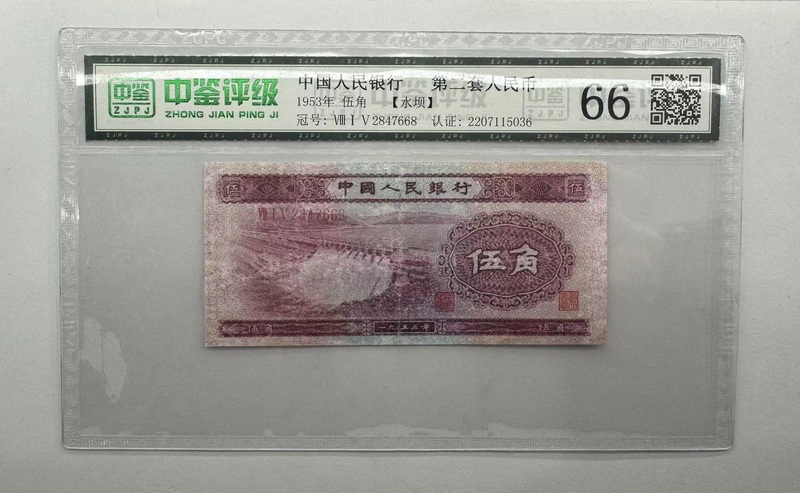 中鉴
ZJPJ
中鉴评级
ZHONG JIAN PING JI
中国人民银行 第二套人民币
1953年 伍角 【水坝】
冠号: Ⅷ Ⅰ Ⅴ 2847668 认证: 2207115036
66
伍 中國人民銀行 伍
Ⅷ Ⅰ Ⅴ 2847668
伍角
伍角 一九五三年 伍角